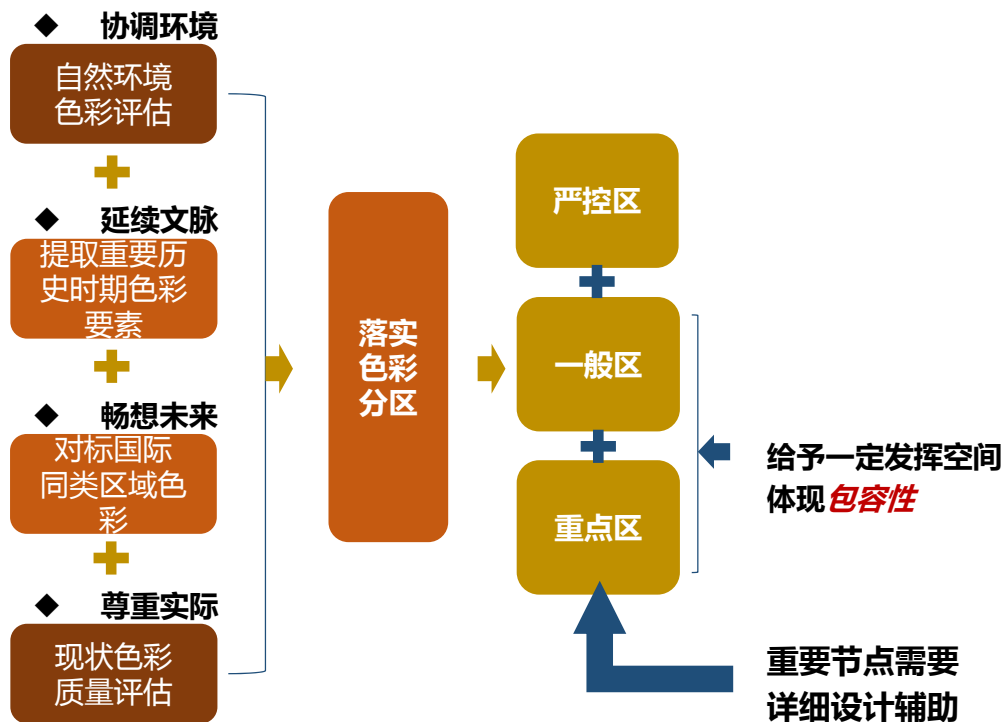 ◆ 协调环境
自然环境
色彩评估
◆ 延续文脉
提取重要历
史时期色彩
要素
◆ 畅想未来
对标国际
同类区域色
彩
◆ 尊重实际
现状色彩
质量评估
落实
色彩
分区
严控区
一般区
重点区
给予一定发挥空间
体现包容性
重要节点需要
详细设计辅助